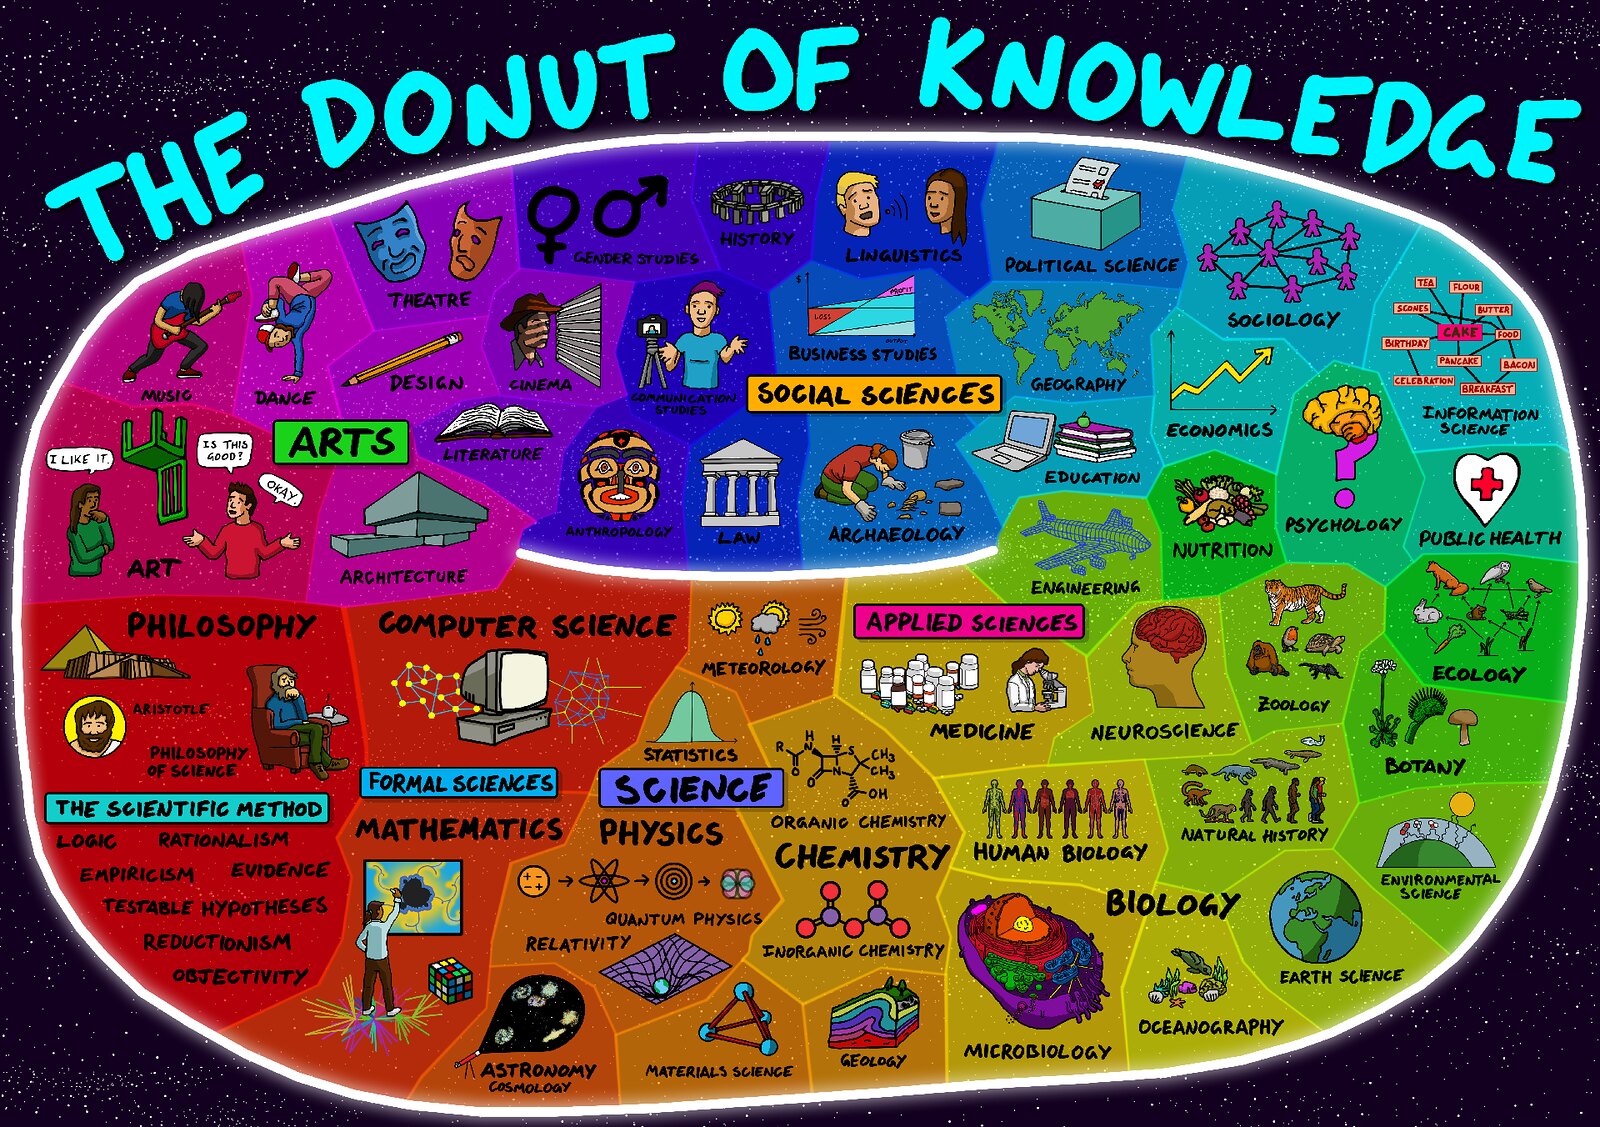 THE DONUT OF KNOWLEDGE
THEATRE
GENDER STUDIES
HISTORY
LINGUISTICS
POLITICAL SCIENCE
SOCIOLOGY
TEA
FLOUR
SCONES
BUTTER
CAKE
FOOD
BIRTHDAY
PANCAKE
BACON
CELEBRATION
BREAKFAST
INFORMATION
SCIENCE
MUSIC
DANCE
DESIGN
CINEMA
COMMUNICATION
STUDIES
$
PROFIT
LOSS
OUTPUT
BUSINESS STUDIES
SOCIAL SCIENCES
GEOGRAPHY
ECONOMICS
I LIKE IT.
IS THIS
GOOD?
OKAY.
ART
ARTS
LITERATURE
ARCHITECTURE
ANTHROPOLOGY
LAW
ARCHAEOLOGY
EDUCATION
NUTRITION
PSYCHOLOGY
PUBLIC HEALTH
ENGINEERING
PHILOSOPHY
ARISTOTLE
PHILOSOPHY
OF SCIENCE
THE SCIENTIFIC METHOD
LOGIC
RATIONALISM
EMPIRICISM
EVIDENCE
TESTABLE HYPOTHESES
REDUCTIONISM
OBJECTIVITY
COMPUTER SCIENCE
FORMAL SCIENCES
MATHEMATICS
METEOROLOGY
STATISTICS
SCIENCE
PHYSICS
QUANTUM PHYSICS
RELATIVITY
ASTRONOMY
COSMOLOGY
MATERIALS SCIENCE
APPLIED SCIENCES
MEDICINE
NEUROSCIENCE
ZOOLOGY
ECOLOGY
BOTANY
R
N
H
H
S
CH3
CH3
O
O
N
O
OH
ORGANIC CHEMISTRY
CHEMISTRY
INORGANIC CHEMISTRY
GEOLOGY
HUMAN BIOLOGY
NATURAL HISTORY
ENVIRONMENTAL
SCIENCE
BIOLOGY
MICROBIOLOGY
EARTH SCIENCE
OCEANOGRAPHY